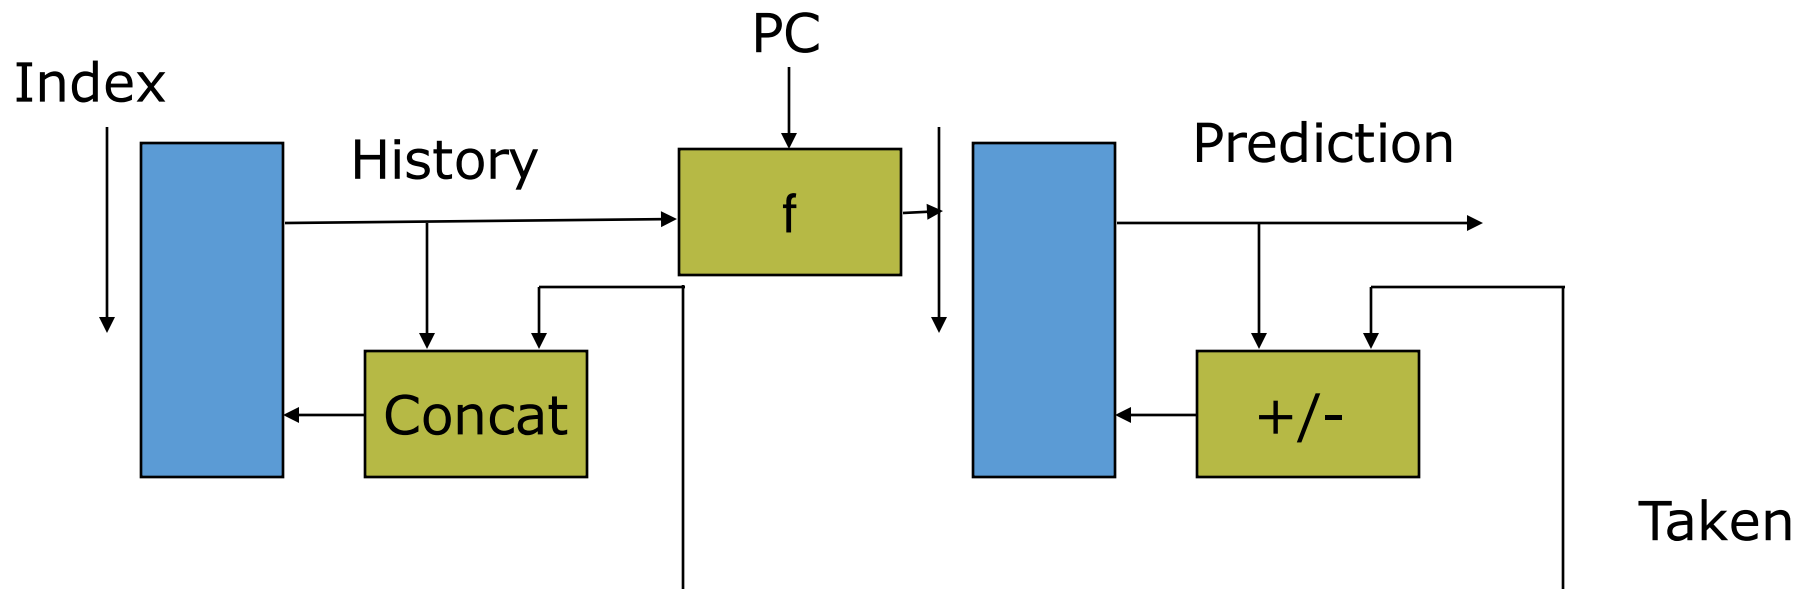 PC
Index
History
Prediction
f
Concat
+/-
Taken